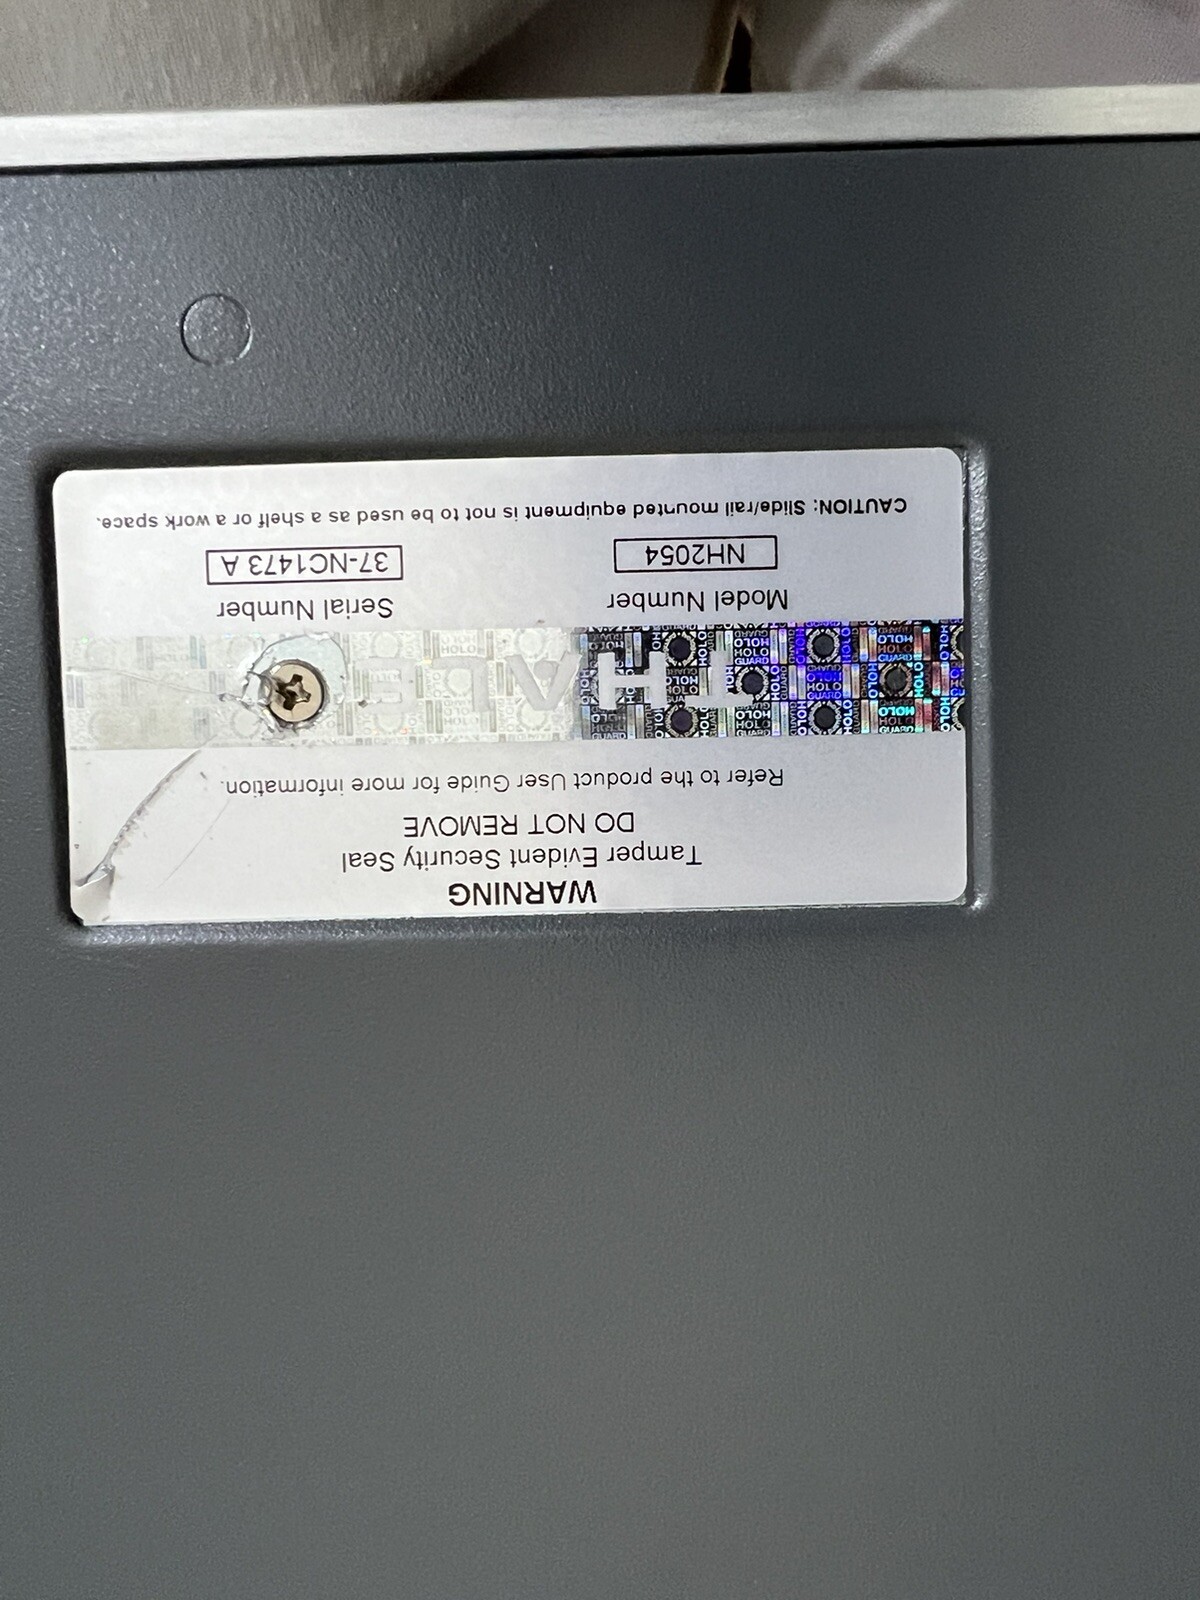 WARNING
Tamper Evident Security Seal
DO NOT REMOVE
Refer to the product User Guide for more information.
THALES
Model Number
Serial Number
NH2054
37-NC1473 A
CAUTION: Slide/rail mounted equipment is not to be used as a shelf or a work space.